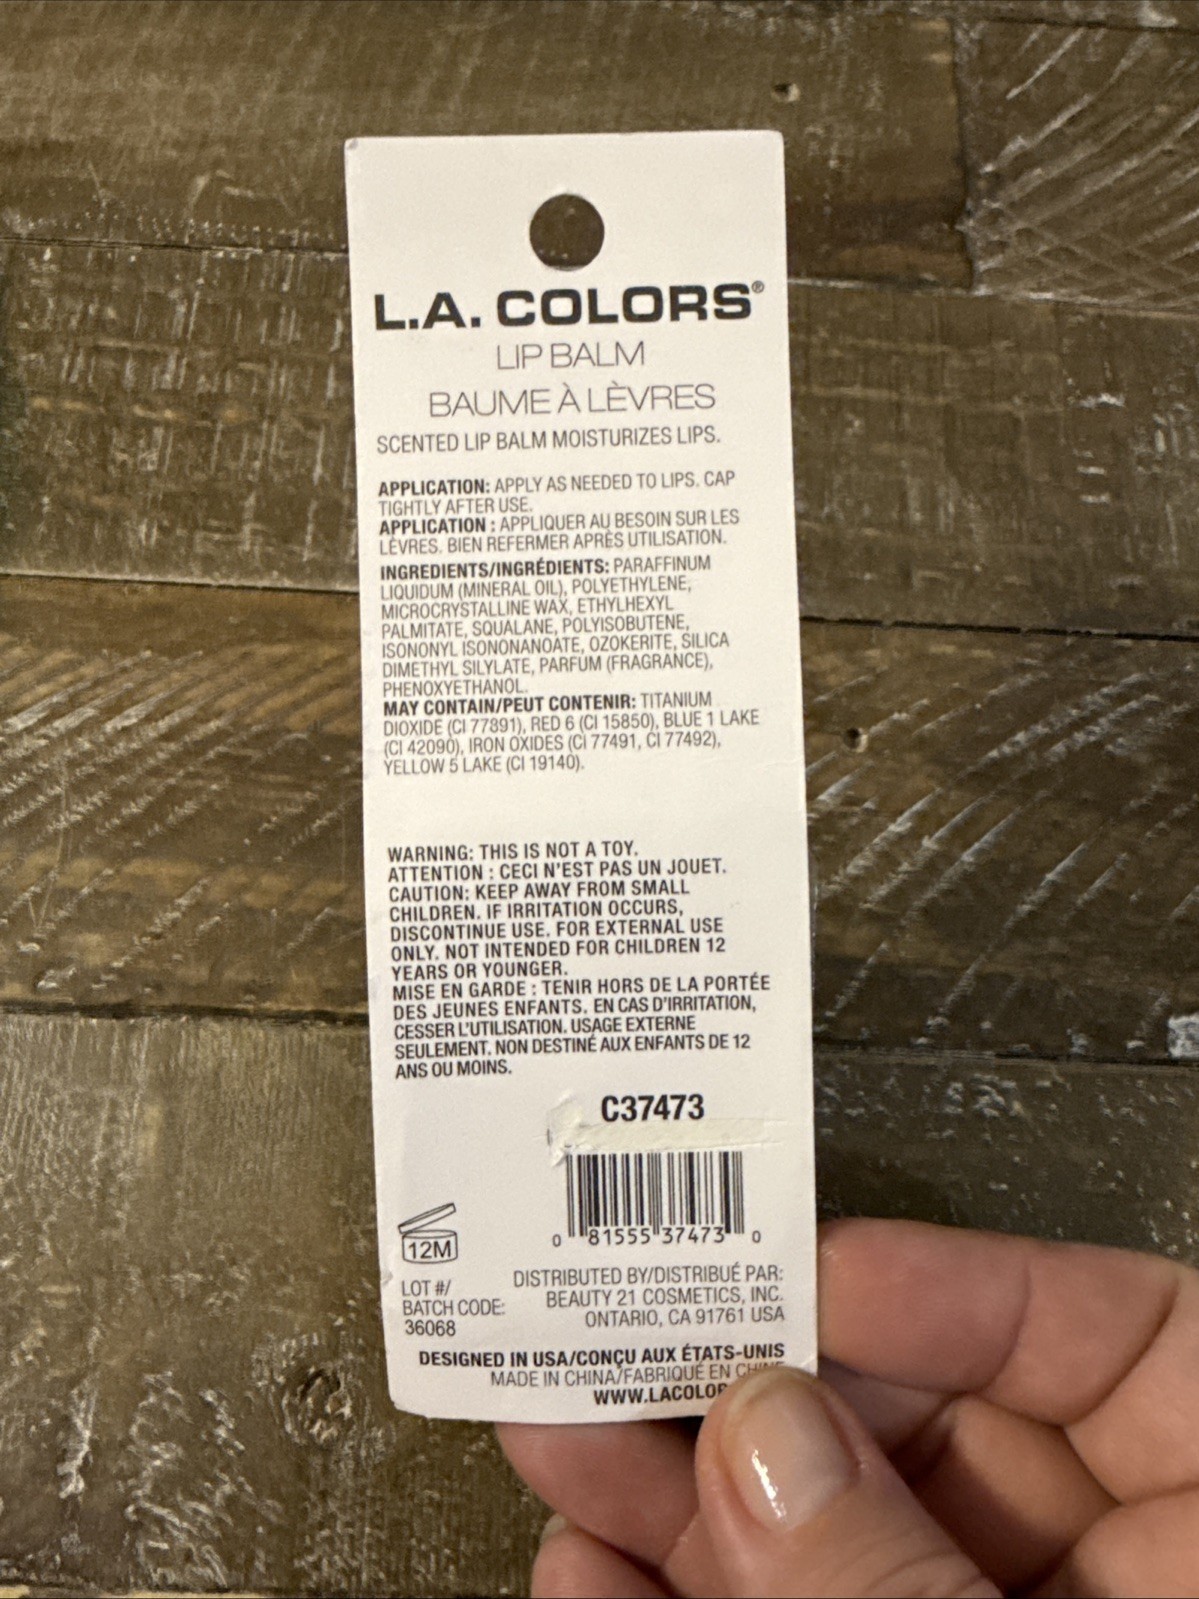 L.A. COLORS®
LIP BALM
BAUME À LÈVRES
SCENTED LIP BALM MOISTURIZES LIPS.
APPLICATION: APPLY AS NEEDED TO LIPS. CAP
TIGHTLY AFTER USE.
APPLICATION : APPLIQUER AU BESOIN SUR LES
LÈVRES. BIEN REFERMER APRÈS UTILISATION.
INGREDIENTS/INGRÉDIENTS: PARAFFINUM
LIQUIDUM (MINERAL OIL), POLYETHYLENE,
MICROCRYSTALLINE WAX, ETHYLHEXYL
PALMITATE, SQUALANE, POLYISOBUTENE,
ISONONYL ISONONANOATE, OZOKERITE, SILICA
DIMETHYL SILYLATE, PARFUM (FRAGRANCE),
PHENOXYETHANOL.
MAY CONTAIN/PEUT CONTENIR: TITANIUM
DIOXIDE (CI 77891), RED 6 (CI 15850), BLUE 1 LAKE
(CI 42090), IRON OXIDES (CI 77491, CI 77492),
YELLOW 5 LAKE (CI 19140).
WARNING: THIS IS NOT A TOY.
ATTENTION : CECI N'EST PAS UN JOUET.
CAUTION: KEEP AWAY FROM SMALL
CHILDREN. IF IRRITATION OCCURS,
DISCONTINUE USE. FOR EXTERNAL USE
ONLY. NOT INTENDED FOR CHILDREN 12
YEARS OR YOUNGER.
MISE EN GARDE : TENIR HORS DE LA PORTÉE
DES JEUNES ENFANTS. EN CAS D'IRRITATION,
CESSER L'UTILISATION. USAGE EXTERNE
SEULEMENT. NON DESTINÉ AUX ENFANTS DE 12
ANS OU MOINS.
C37473
0 81555 37473 0
12M
LOT #/
BATCH CODE:
36068
DISTRIBUTED BY/DISTRIBUÉ PAR:
BEAUTY 21 COSMETICS, INC.
ONTARIO, CA 91761 USA
DESIGNED IN USA/CONÇU AUX ÉTATS-UNIS
MADE IN CHINA/FABRIQUÉ EN CHINE
WWW.LACOLOR